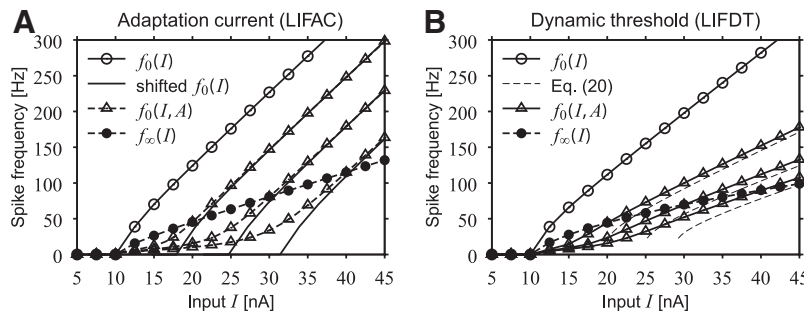 A Adaptation current (LIFAC)
Spike frequency [Hz]
300
250
200
150
100
50
0
f₀(I)
shifted f₀(I)
f₀(I, A)
f∞(I)
5 10 15 20 25 30 35 40 45
Input I [nA]
B Dynamic threshold (LIFDT)
Spike frequency [Hz]
300
250
200
150
100
50
0
f₀(I)
Eq. (20)
f₀(I, A)
f∞(I)
5 10 15 20 25 30 35 40 45
Input I [nA]